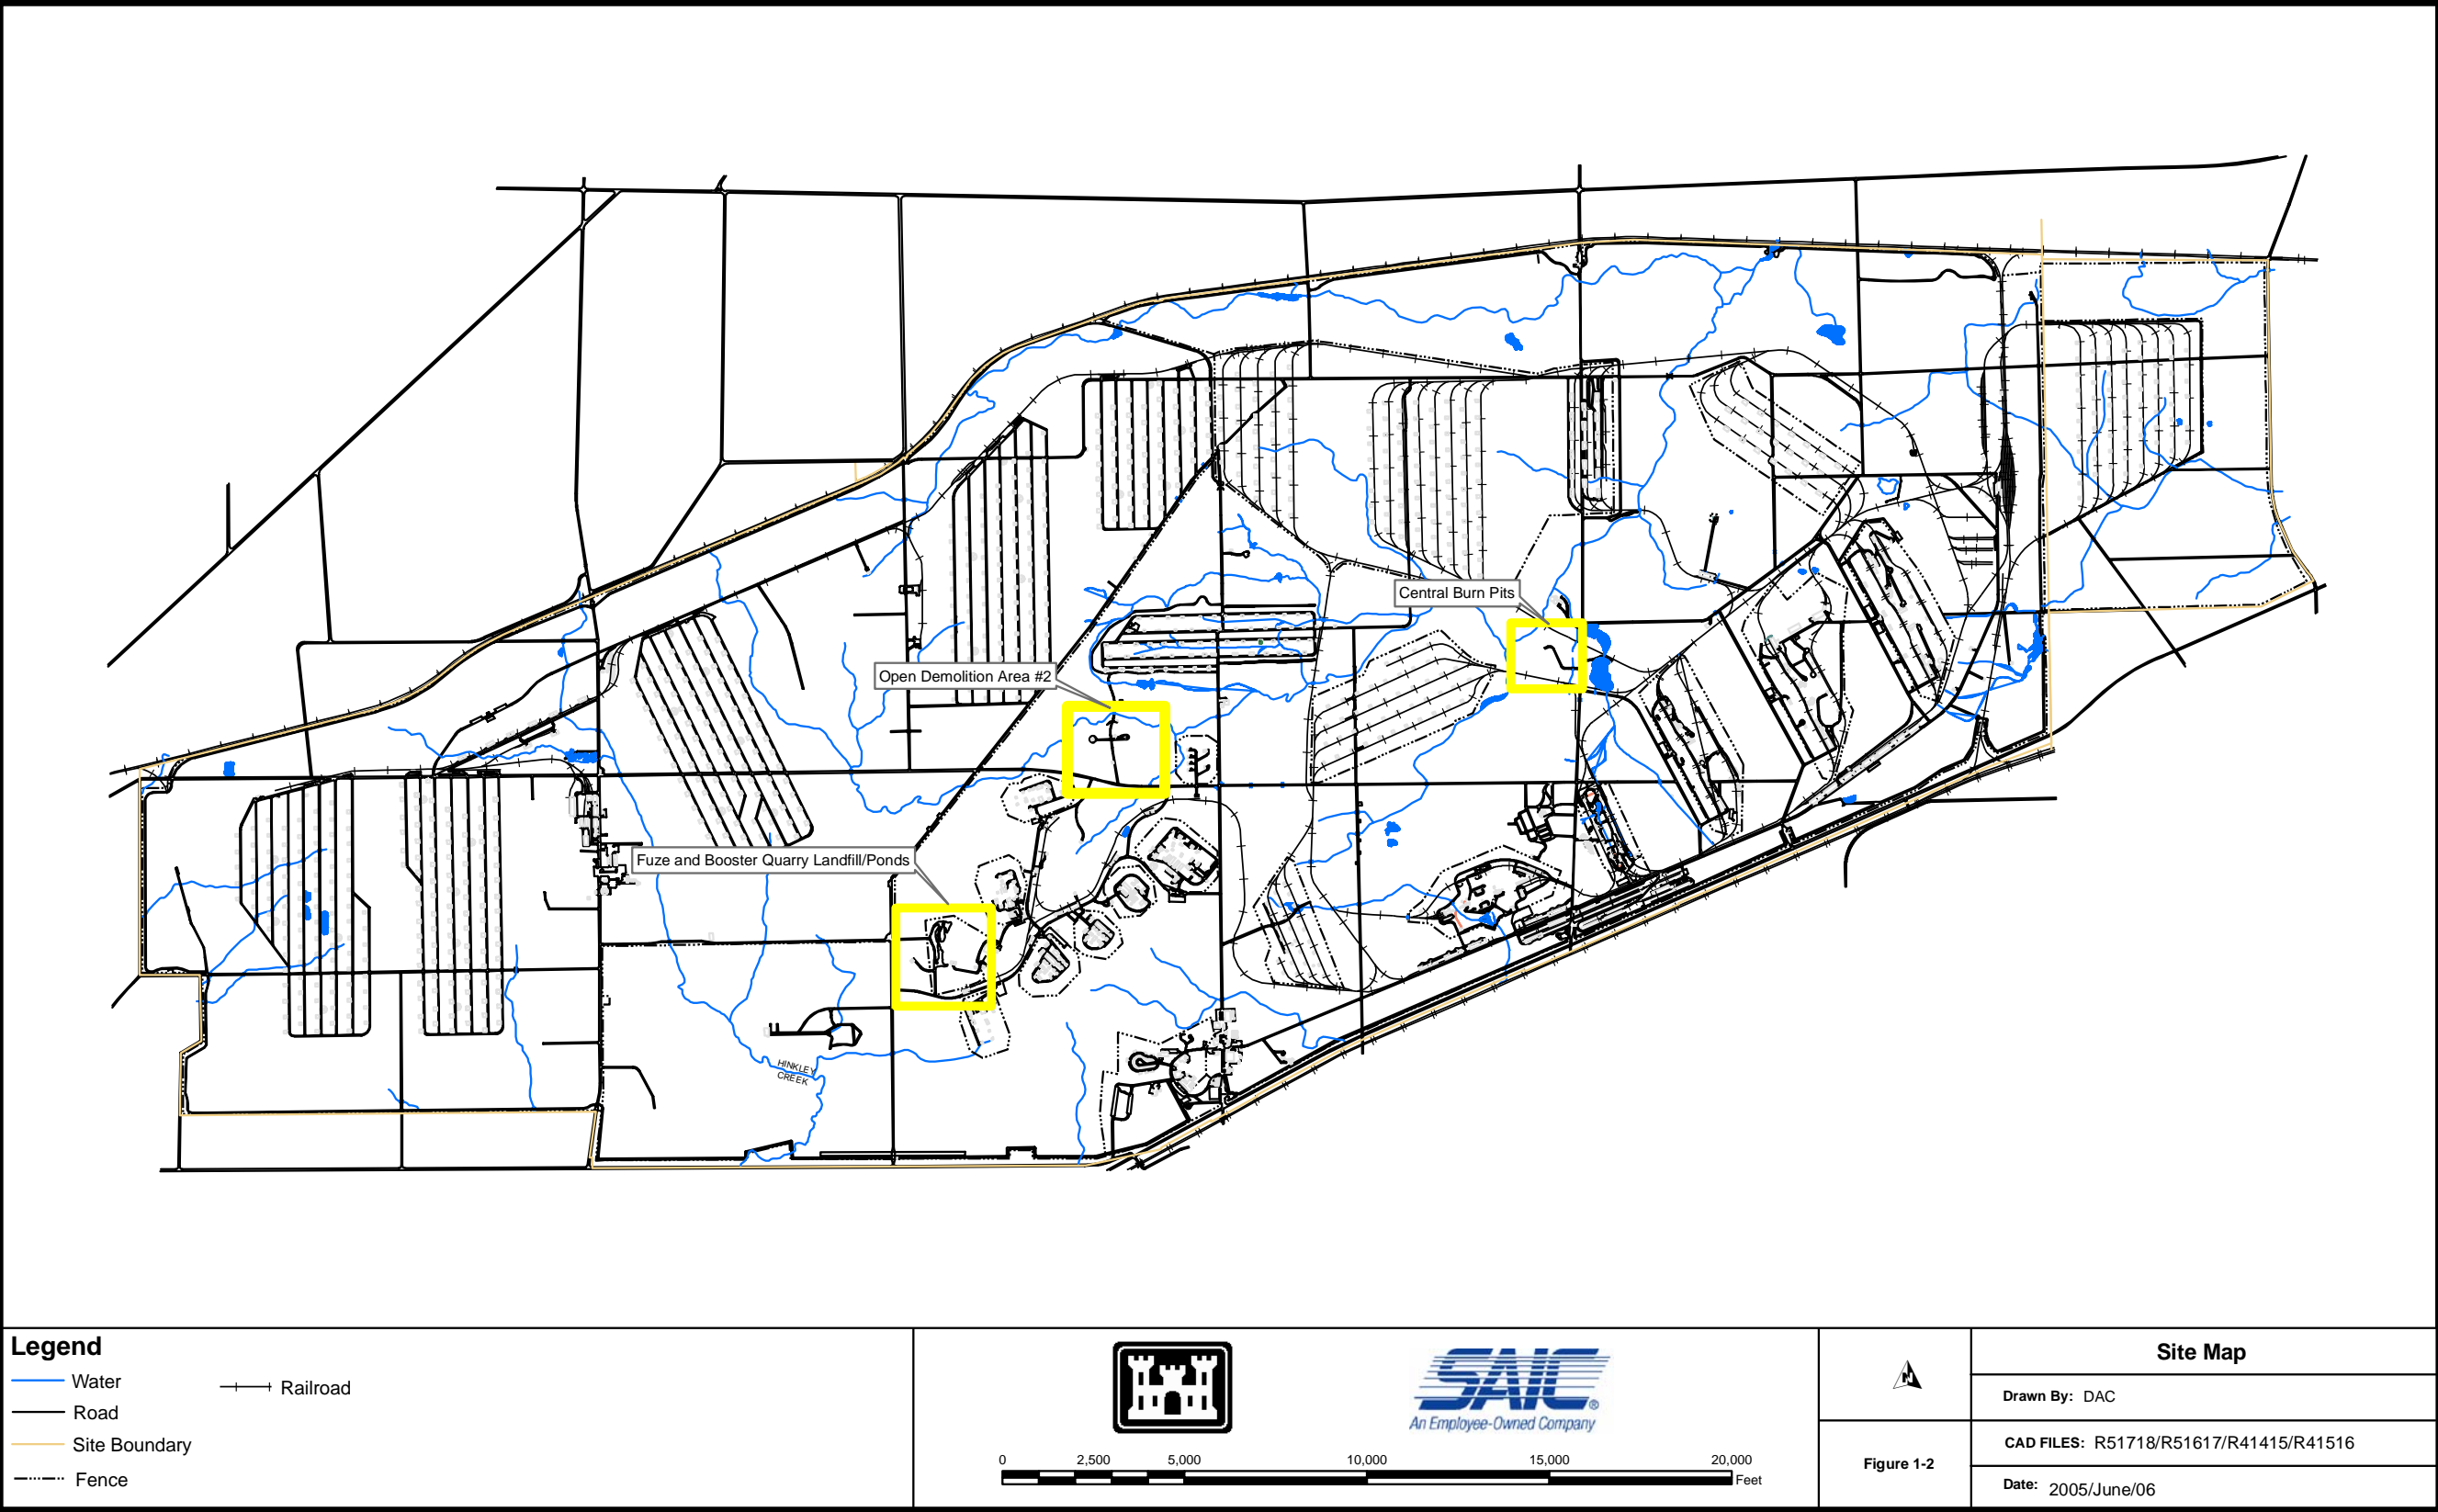 Central Burn Pits
Open Demolition Area #2
Fuze and Booster Quarry Landfill/Ponds
HINKLEY
CREEK
Legend
Water
Railroad
Road
Site Boundary
Fence
SAIC®
An Employee-Owned Company
0 2,500 5,000 10,000 15,000 20,000
Feet
N
Figure 1-2
Site Map
Drawn By: DAC
CAD FILES: R51718/R51617/R41415/R41516
Date: 2005/June/06